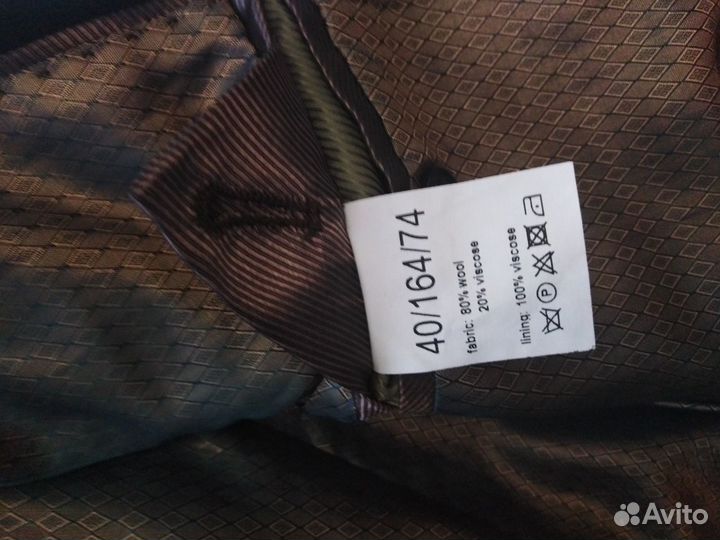 40/164/74
fabric: 80% wool
20% viscose
lining: 100% viscose
P
Avito